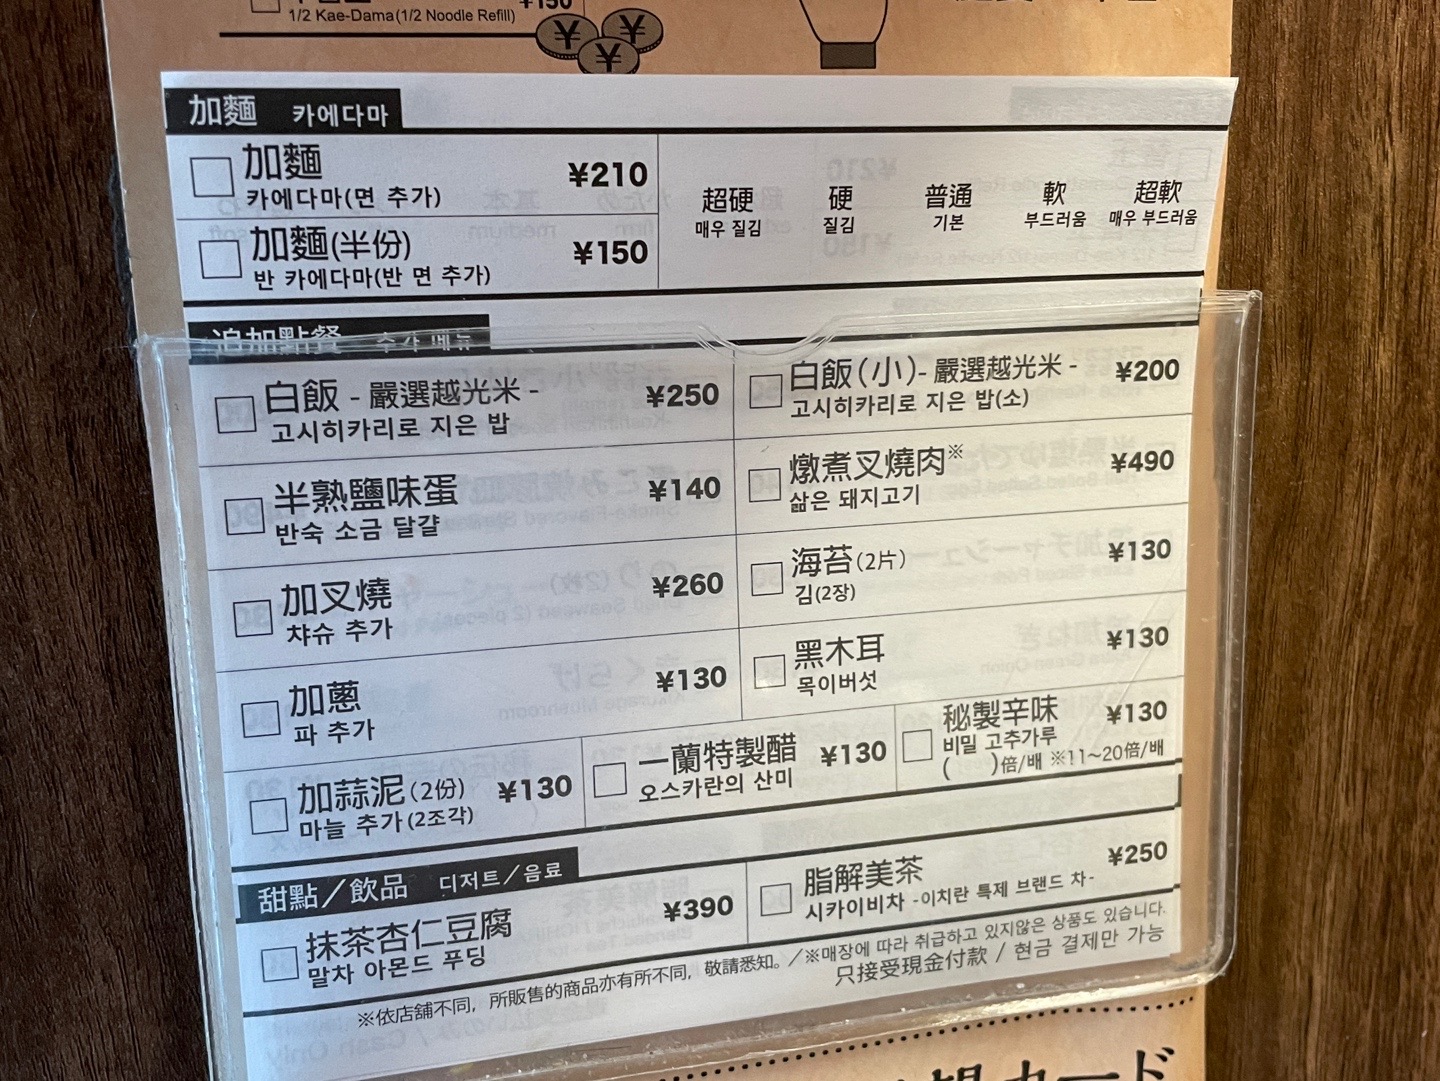 1/2 Kae-Dama(1/2 Noodle Refill) ¥150
加麵 카에다마
加麵 ¥210
카에다마(면 추가)
加麵(半份) ¥150
반 카에다마(반 면 추가)
超硬 硬 普通 軟 超軟
매우 질김 질김 기본 부드러움 매우 부드러움
追加點餐 추가 메뉴
白飯 - 嚴選越光米 - ¥250
고시히카리로 지은 밥
白飯(小)- 嚴選越光米 - ¥200
고시히카리로 지은 밥(소)
半熟鹽味蛋 ¥140
반숙 소금 달걀
燉煮叉燒肉※ ¥490
삶은 돼지고기
加叉燒 ¥260
챠슈 추가
海苔(2片) ¥130
김(2장)
加蔥 ¥130
파 추가
黑木耳 ¥130
목이버섯
加蒜泥(2份) ¥130
마늘 추가(2조각)
一蘭特製醋 ¥130
오스카란의 산미
秘製辛味 ¥130
비밀 고추가루
( )倍/배 ※11~20倍/배
甜點／飲品 디저트／음료
抹茶杏仁豆腐 ¥390
말차 아몬드 푸딩
脂解美茶 ¥250
시카이비차 -이치란 특제 브랜드 차-
※依店舖不同，所販售的商品亦有所不同，敬請悉知。／※매장에 따라 취급하고 있지않은 상품도 있습니다.
只接受現金付款 / 현금 결제만 가능
カード